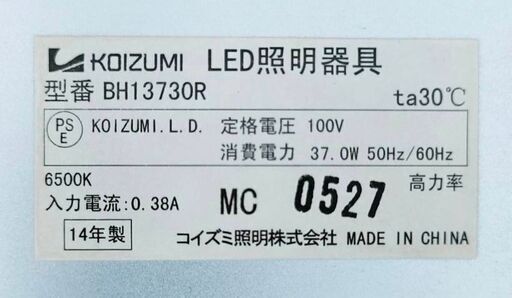 KOIZUMI LED照明器具
型番 BH13730R ta30℃
PSE KOIZUMI.L.D. 定格電圧 100V
消費電力 37.0W 50Hz/60Hz
6500K
入力電流:0.38A MC 0527 高力率
14年製 コイズミ照明株式会社 MADE IN CHINA